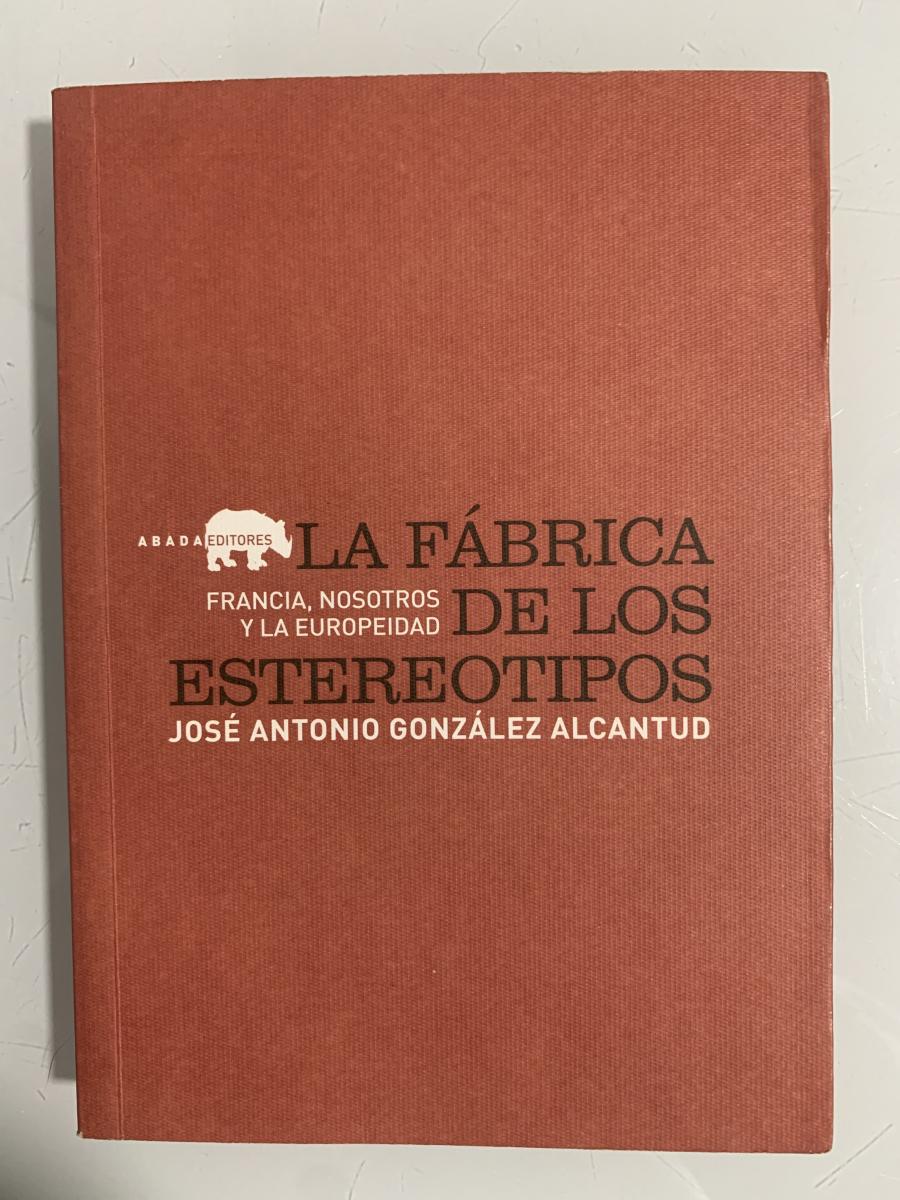 ABADA EDITORES
LA FÁBRICA
FRANCIA, NOSOTROS
Y LA EUROPEIDAD
DE LOS
ESTEREOTIPOS
JOSÉ ANTONIO GONZÁLEZ ALCANTUD